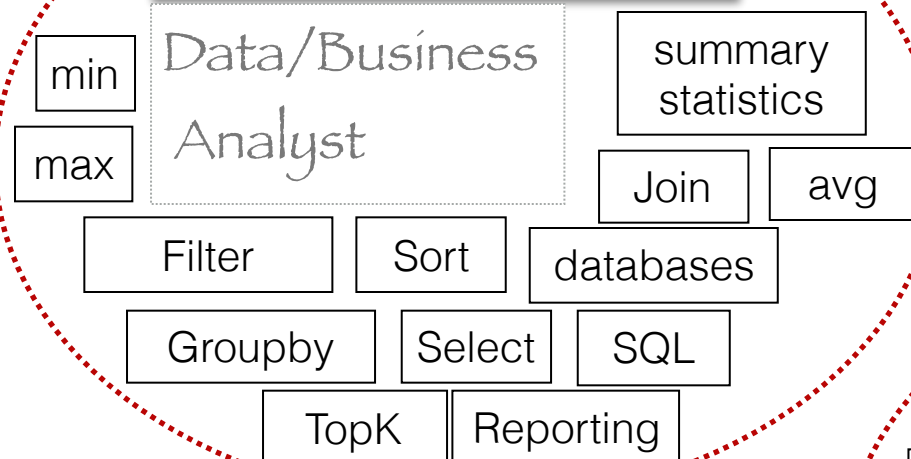 Data/Business
Analyst
min
summary
statistics
max
Join
avg
Filter
Sort
databases
Groupby
Select
SQL
TopK
Reporting